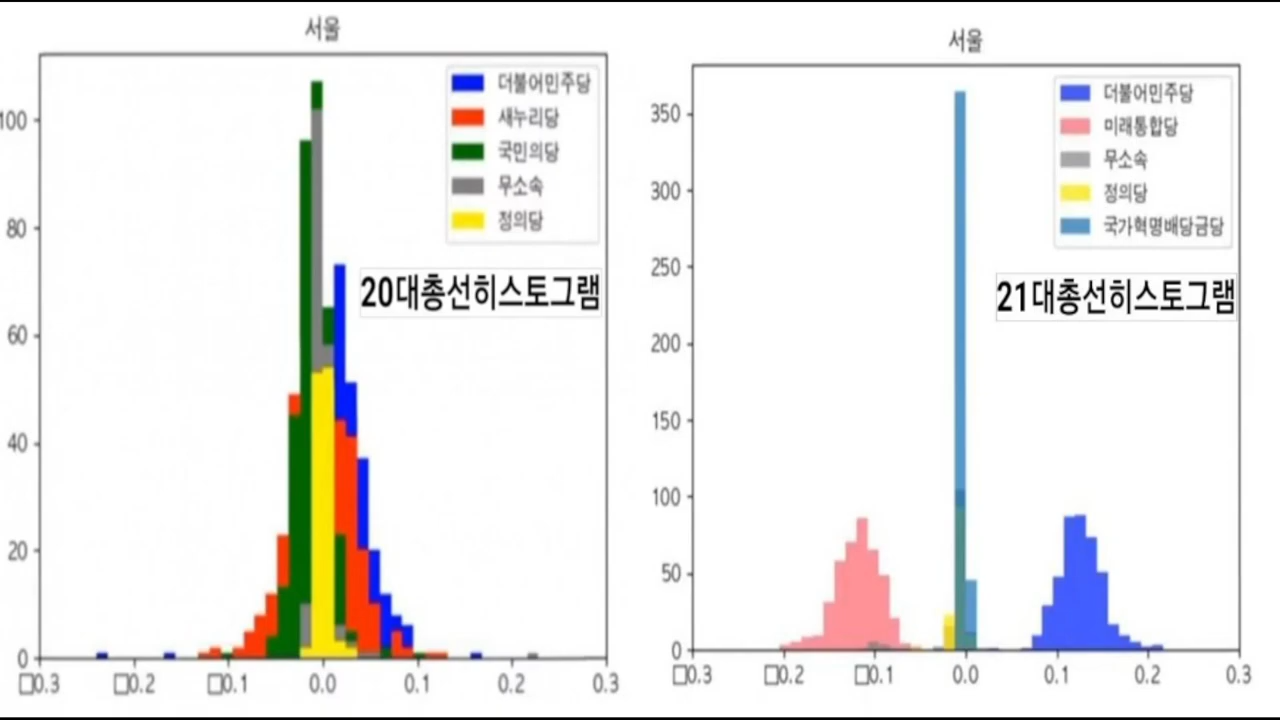 서울
더불어민주당
새누리당
국민의당
무소속
정의당
20대총선히스토그램
100
80
60
40
20
0
□0.3 □0.2 □0.1 0.0 0.1 0.2 0.3
서울
더불어민주당
미래통합당
무소속
정의당
국가혁명배당금당
21대총선히스토그램
350
300
250
200
150
100
50
0
□0.3 □0.2 □0.1 0.0 0.1 0.2 0.3